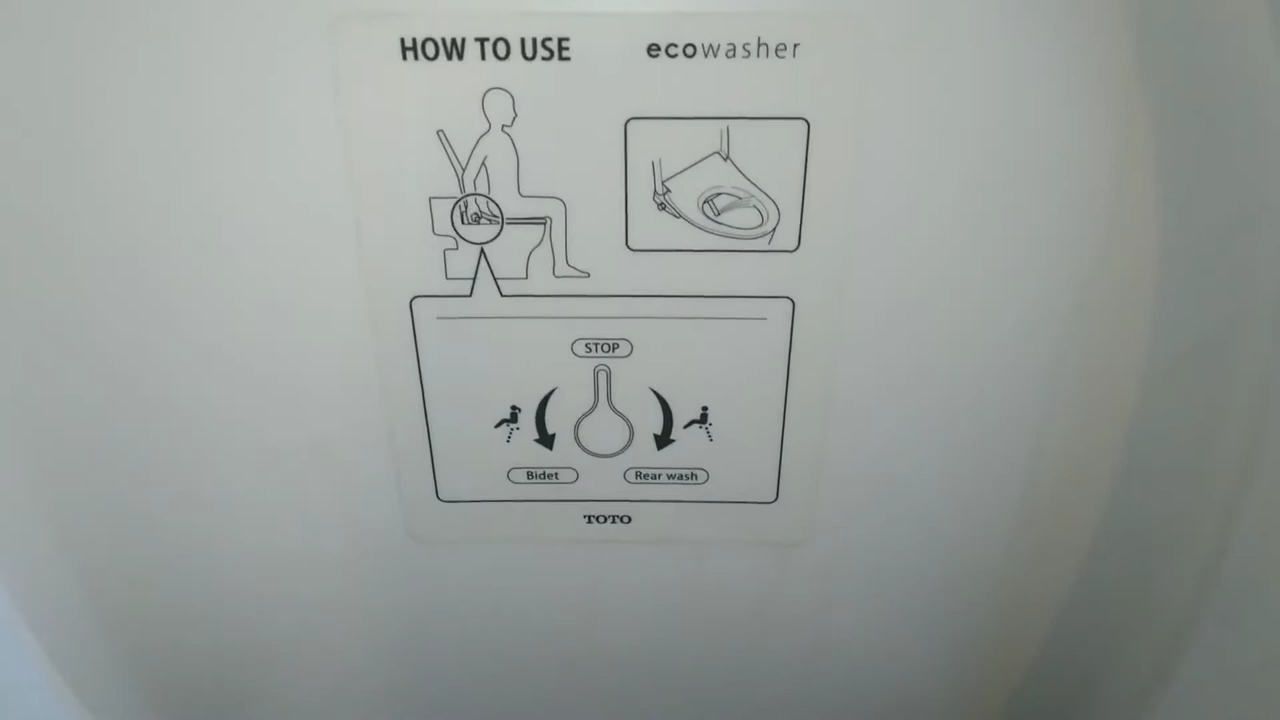 HOW TO USE
ecowasher
STOP
Bidet
Rear wash
TOTO